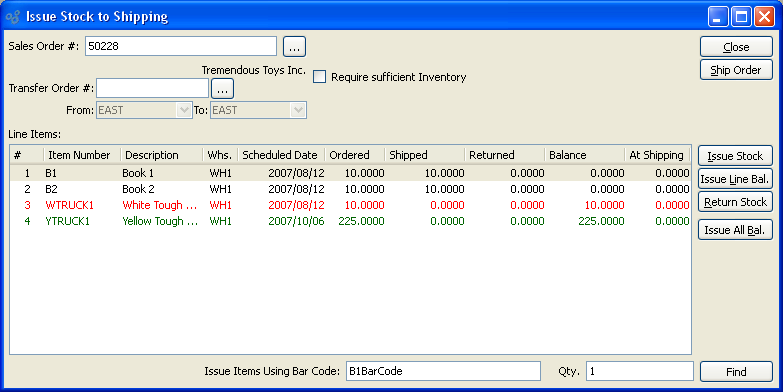 Issue Stock to Shipping
Sales Order #: 50228 ... Close
Tremendous Toys Inc. Require sufficient Inventory Ship Order
Transfer Order #: ...
From: EAST To: EAST
Line Items:
# Item Number Description Whs. Scheduled Date Ordered Shipped Returned Balance At Shipping
1 B1 Book 1 WH1 2007/08/12 10.0000 10.0000 0.0000 0.0000 0.0000
2 B2 Book 2 WH1 2007/08/12 10.0000 10.0000 0.0000 0.0000 0.0000
3 WTRUCK1 White Tough ... WH1 2007/08/12 10.0000 0.0000 0.0000 10.0000 0.0000
4 YTRUCK1 Yellow Tough ... WH1 2007/10/06 225.0000 0.0000 0.0000 225.0000 0.0000
Issue Stock
Issue Line Bal.
Return Stock
Issue All Bal.
Issue Items Using Bar Code: B1BarCode Qty. 1 Find